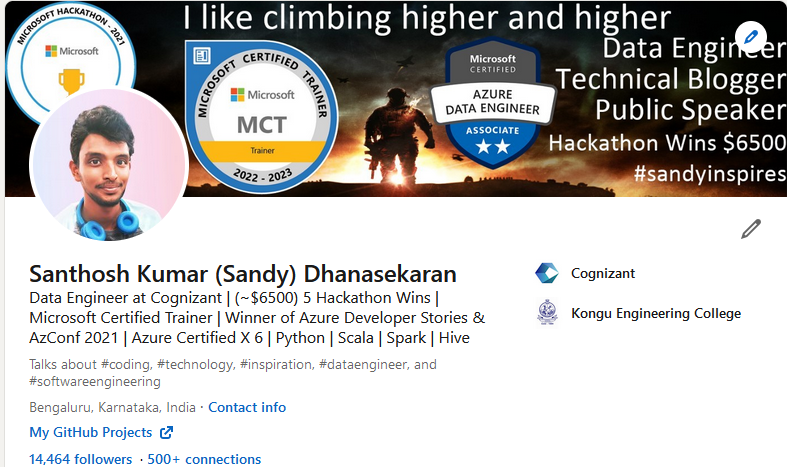 I like climbing higher and higher
MICROSOFT HACKATHON - 2021
Microsoft
MICROSOFT CERTIFIED TRAINER
Microsoft
MCT
Trainer
2022 - 2023
Microsoft
CERTIFIED
AZURE
DATA ENGINEER
ASSOCIATE
Data Engineer
Technical Blogger
Public Speaker
Hackathon Wins $6500
#sandyinspires
Santhosh Kumar (Sandy) Dhanasekaran
Data Engineer at Cognizant | (~$6500) 5 Hackathon Wins |
Microsoft Certified Trainer | Winner of Azure Developer Stories &
AzConf 2021 | Azure Certified X 6 | Python | Scala | Spark | Hive
Talks about #coding, #technology, #inspiration, #dataengineer, and
#softwareengineering
Bengaluru, Karnataka, India · Contact info
My GitHub Projects
14,464 followers · 500+ connections
Cognizant
Kongu Engineering College